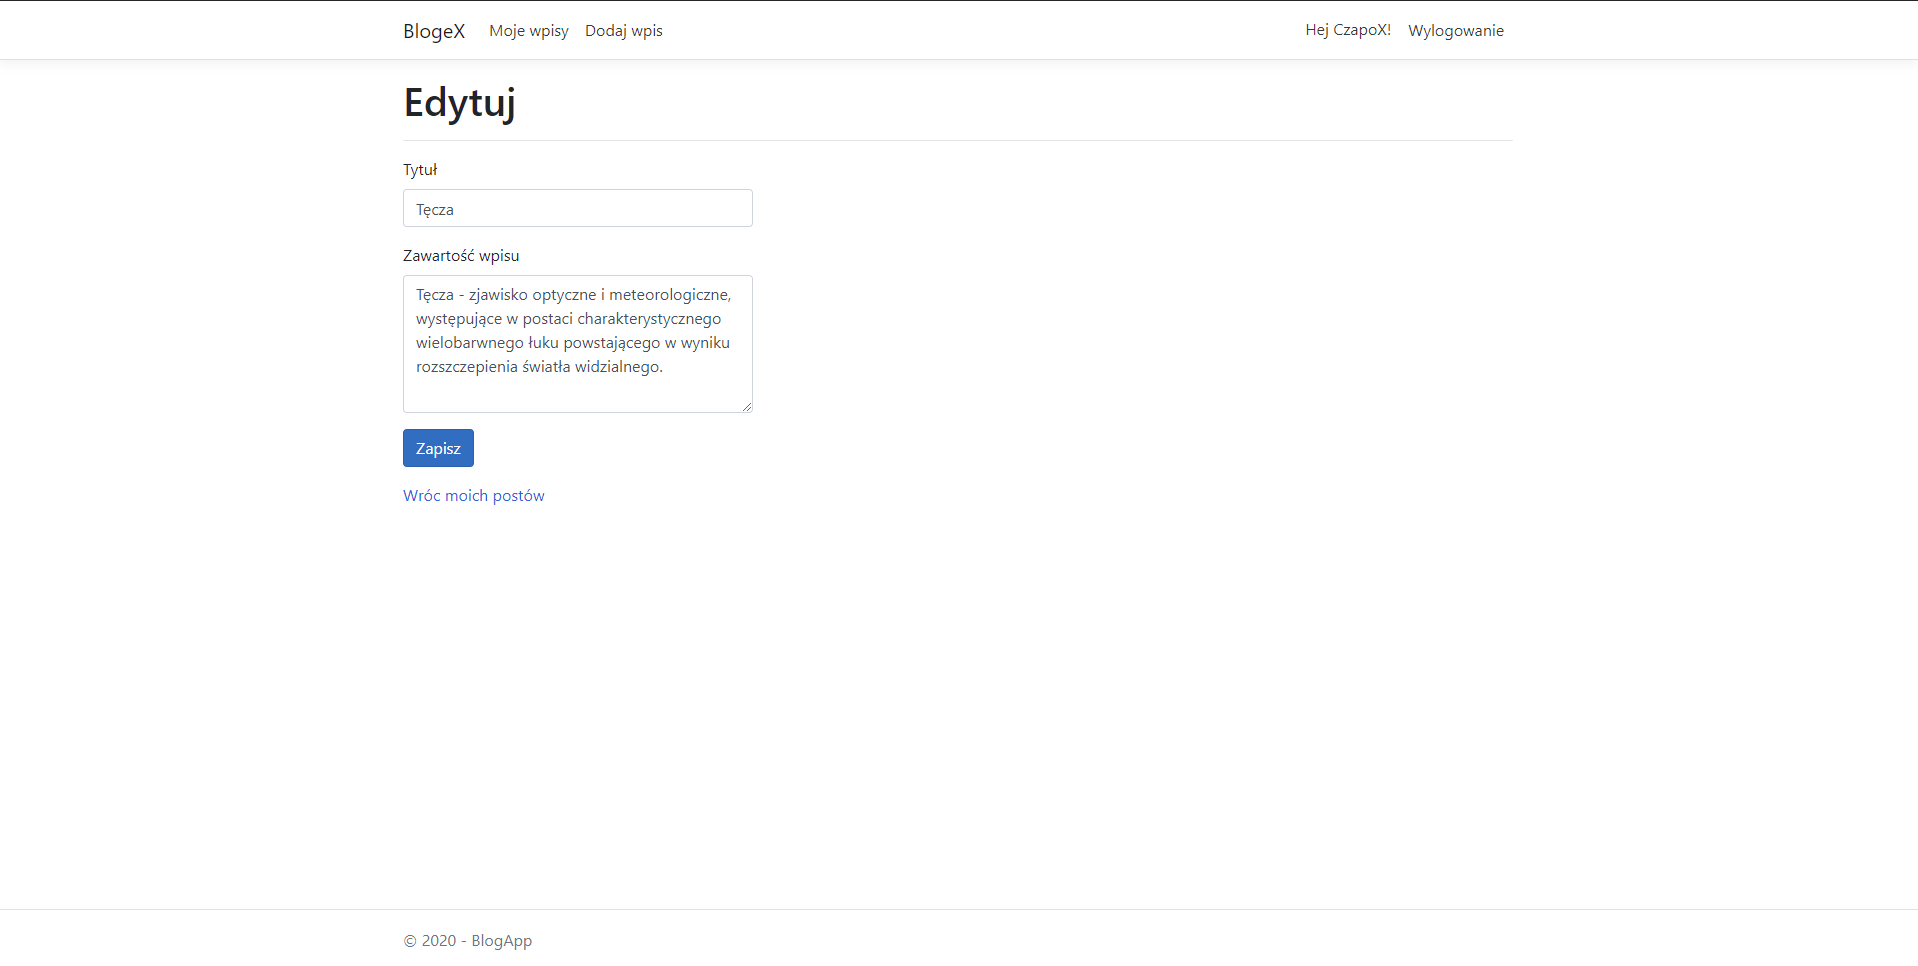 BlogeX Moje wpisy Dodaj wpis Hej CzapoX! Wylogowanie
Edytuj
Tytuł
Tęcza
Zawartość wpisu
Tęcza - zjawisko optyczne i meteorologiczne,
występujące w postaci charakterystycznego
wielobarwnego łuku powstającego w wyniku
rozszczepienia światła widzialnego.
Zapisz
Wróc moich postów
© 2020 - BlogApp